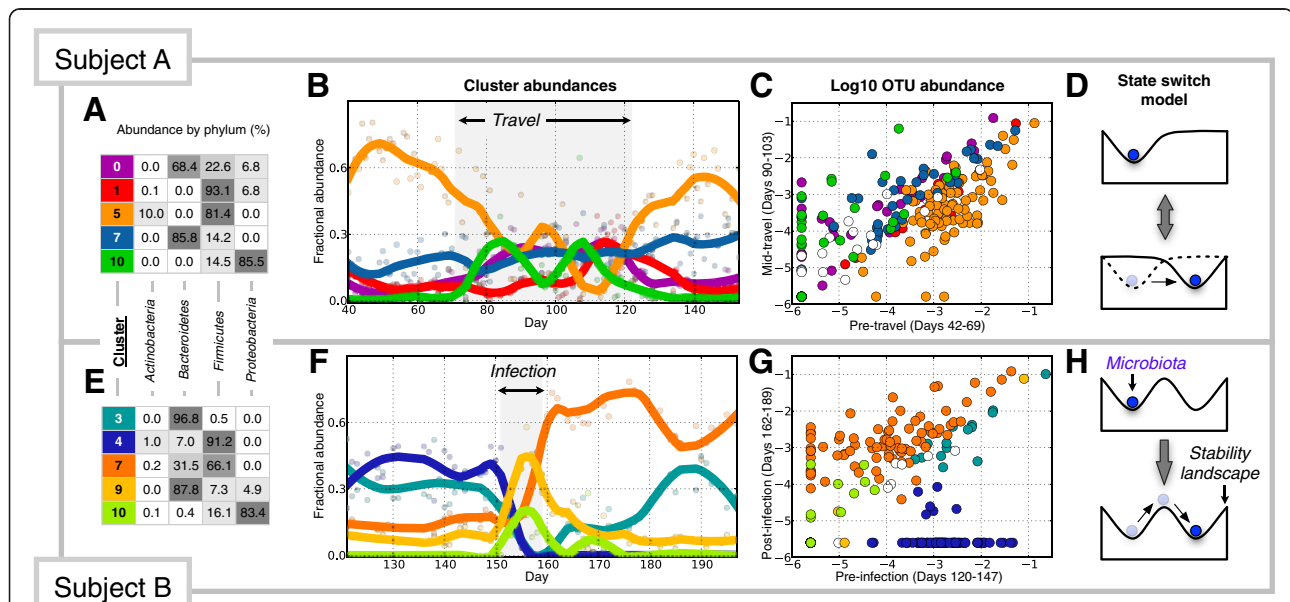 Subject A
A
Abundance by phylum (%)
0 0.0 68.4 22.6 6.8
1 0.1 0.0 93.1 6.8
5 10.0 0.0 81.4 0.0
7 0.0 85.8 14.2 0.0
10 0.0 0.0 14.5 85.5
Cluster
Actinobacteria
Bacteroidetes
Firmicutes
Proteobacteria
B
Cluster abundances
Travel
Fractional abundance
0.6
0.3
0.0
40 60 80 100 120 140
Day
C
Log10 OTU abundance
Mid-travel (Days 90-103)
−1
−2
−3
−4
−5
−6
−6 −5 −4 −3 −2 −1
Pre-travel (Days 42-69)
D
State switch
model
E
3 0.0 96.8 0.5 0.0
4 1.0 7.0 91.2 0.0
7 0.2 31.5 66.1 0.0
9 0.0 87.8 7.3 4.9
10 0.1 0.4 16.1 83.4
F
Infection
Fractional abundance
0.6
0.3
0.0
130 140 150 160 170 180 190
Day
G
Post-infection (Days 162-189)
−1
−2
−3
−4
−5
−6
−5 −4 −3 −2 −1
Pre-infection (Days 120-147)
H
Microbiota
Stability
landscape
Subject B